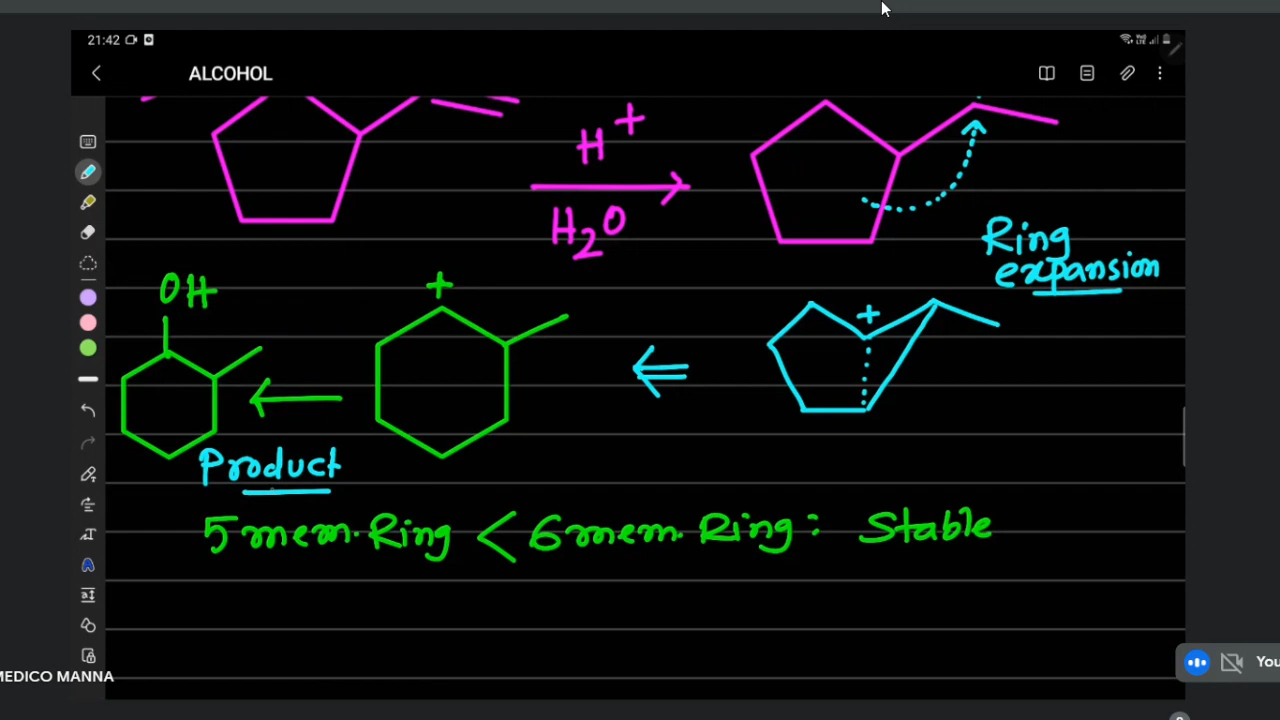 21:42
ALCOHOL
H+
H2O
Ring
expansion
OH
+
+
Product
5 mem. Ring < 6 mem. Ring : Stable
MEDICO MANNA
You